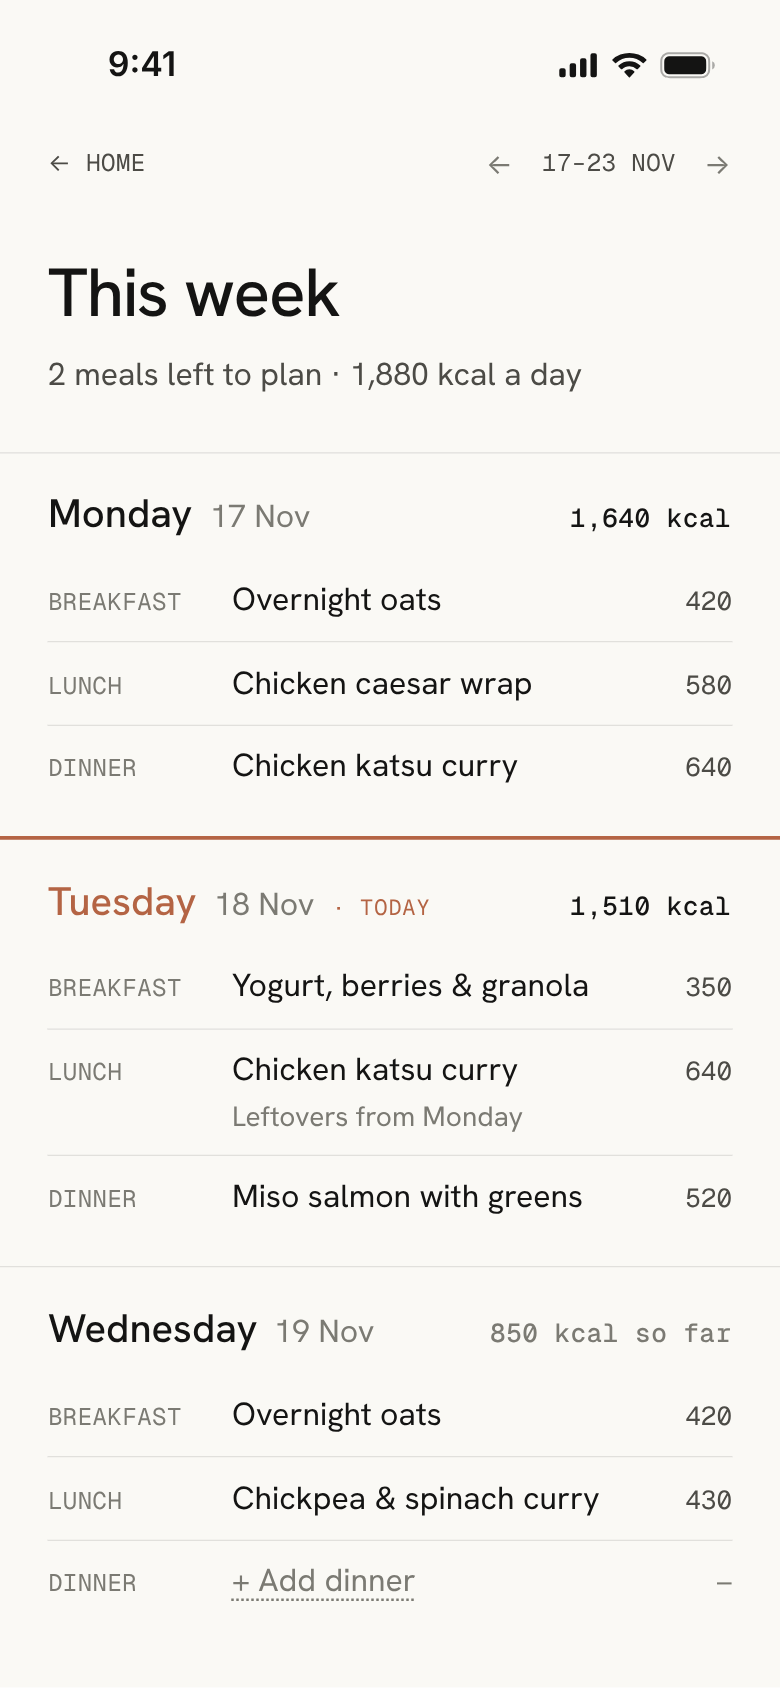 9:41
← HOME
← 17–23 NOV →
This week
2 meals left to plan · 1,880 kcal a day
Monday 17 Nov 1,640 kcal
BREAKFAST Overnight oats 420
LUNCH Chicken caesar wrap 580
DINNER Chicken katsu curry 640
Tuesday 18 Nov · TODAY 1,510 kcal
BREAKFAST Yogurt, berries & granola 350
LUNCH Chicken katsu curry 640
Leftovers from Monday
DINNER Miso salmon with greens 520
Wednesday 19 Nov 850 kcal so far
BREAKFAST Overnight oats 420
LUNCH Chickpea & spinach curry 430
DINNER + Add dinner –